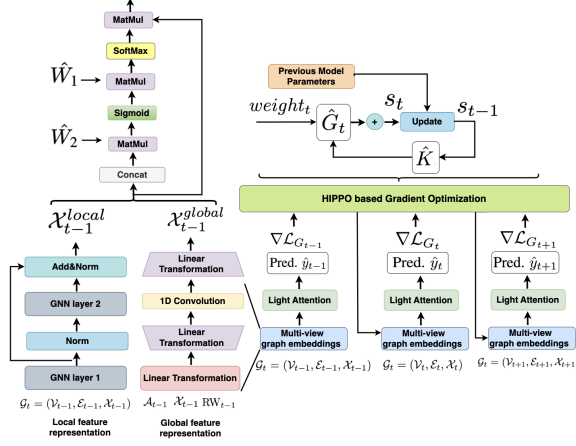 MatMul
SoftMax
Ŵ₁
MatMul
Sigmoid
Ŵ₂
MatMul
Concat
Previous Model
Parameters
weight_t
Ĝ_t
+
s_t
Update
s_{t-1}
K̂
HIPPO based Gradient Optimization
𝒳_{t-1}^{local}
𝒳_{t-1}^{global}
∇ℒ_{G_{t-1}}
∇ℒ_{G_t}
∇ℒ_{G_{t+1}}
Add&Norm
GNN layer 2
Norm
GNN layer 1
Linear
Transformation
1D Convolution
Linear
Transformation
Linear Transformation
Pred. ŷ_{t-1}
Light Attention
Multi-view
graph embeddings
Pred. ŷ_t
Light Attention
Multi-view
graph embeddings
Pred. ŷ_{t+1}
Light Attention
Multi-view
graph embeddings
𝒢_t = (𝒱_{t-1}, ℰ_{t-1}, 𝒳_{t-1})
𝒜_{t-1} 𝒳_{t-1} RW_{t-1}
𝒢_t = (𝒱_{t-1}, ℰ_{t-1}, 𝒳_{t-1})
𝒢_t = (𝒱_t, ℰ_t, 𝒳_t)
𝒢_t = (𝒱_{t+1}, ℰ_{t+1}, 𝒳_{t+1}
Local feature
representation
Global feature
representation